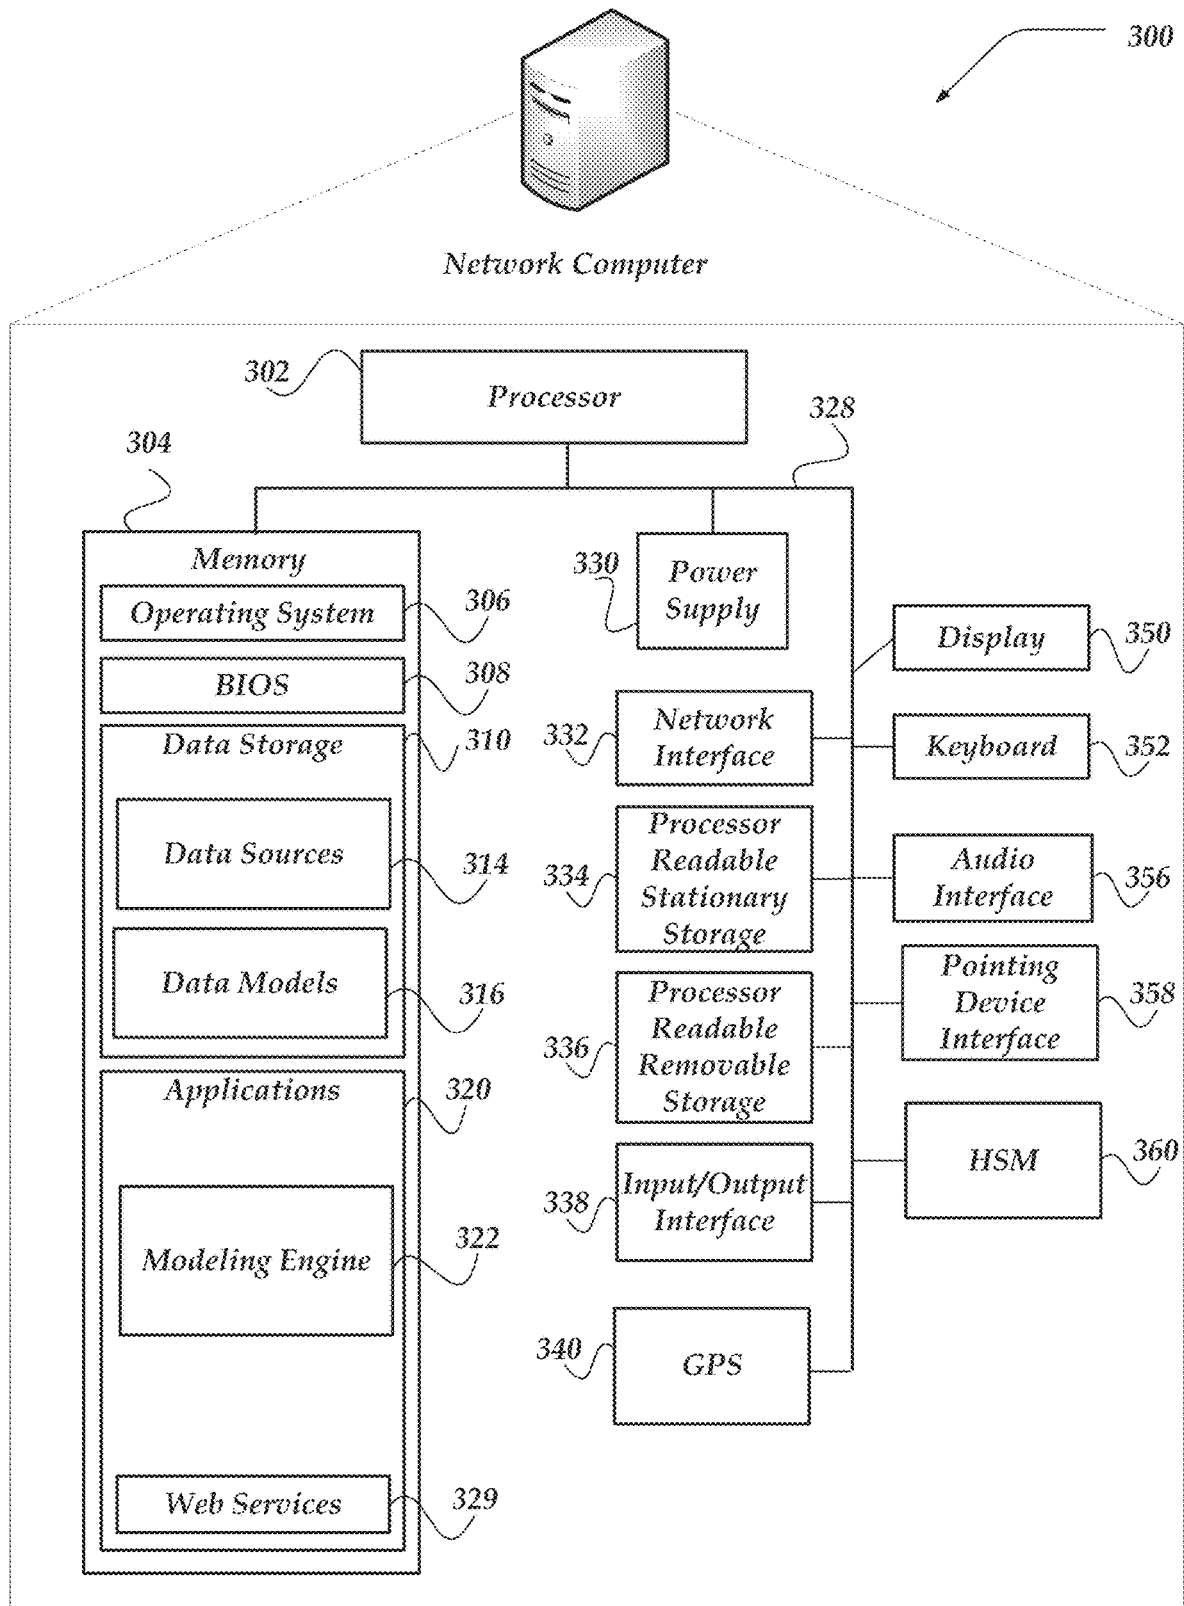 300
Network Computer
302
Processor
328
304
Memory
Operating System
306
BIOS
308
Data Storage
310
Data Sources
314
Data Models
316
Applications
320
Modeling Engine
322
Web Services
329
330
Power
Supply
332
Network
Interface
334
Processor
Readable
Stationary
Storage
336
Processor
Readable
Removable
Storage
338
Input/Output
Interface
340
GPS
Display
350
Keyboard
352
Audio
Interface
356
Pointing
Device
Interface
358
HSM
360